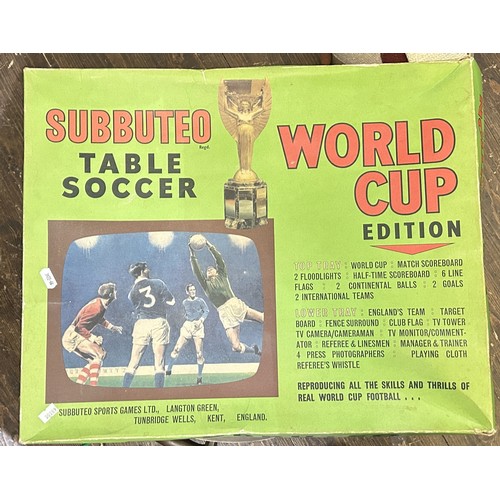 SUBBUTEO
Regd.
TABLE
SOCCER
WORLD
CUP
EDITION
TOP TRAY : WORLD CUP : MATCH SCOREBOARD
2 FLOODLIGHTS : HALF-TIME SCOREBOARD : 6 LINE
FLAGS : 2 CONTINENTAL BALLS : 2 GOALS
2 INTERNATIONAL TEAMS
LOWER TRAY : ENGLAND'S TEAM : TARGET
BOARD : FENCE SURROUND : CLUB FLAG : TV TOWER
TV CAMERA/CAMERAMAN : TV MONITOR/COMMENT-
ATOR : REFEREE & LINESMEN : MANAGER & TRAINER
4 PRESS PHOTOGRAPHERS : PLAYING CLOTH
REFEREE'S WHISTLE
3
REPRODUCING ALL THE SKILLS AND THRILLS OF
REAL WORLD CUP FOOTBALL . . .
SUBBUTEO SPORTS GAMES LTD., LANGTON GREEN,
TUNBRIDGE WELLS, KENT, ENGLAND.